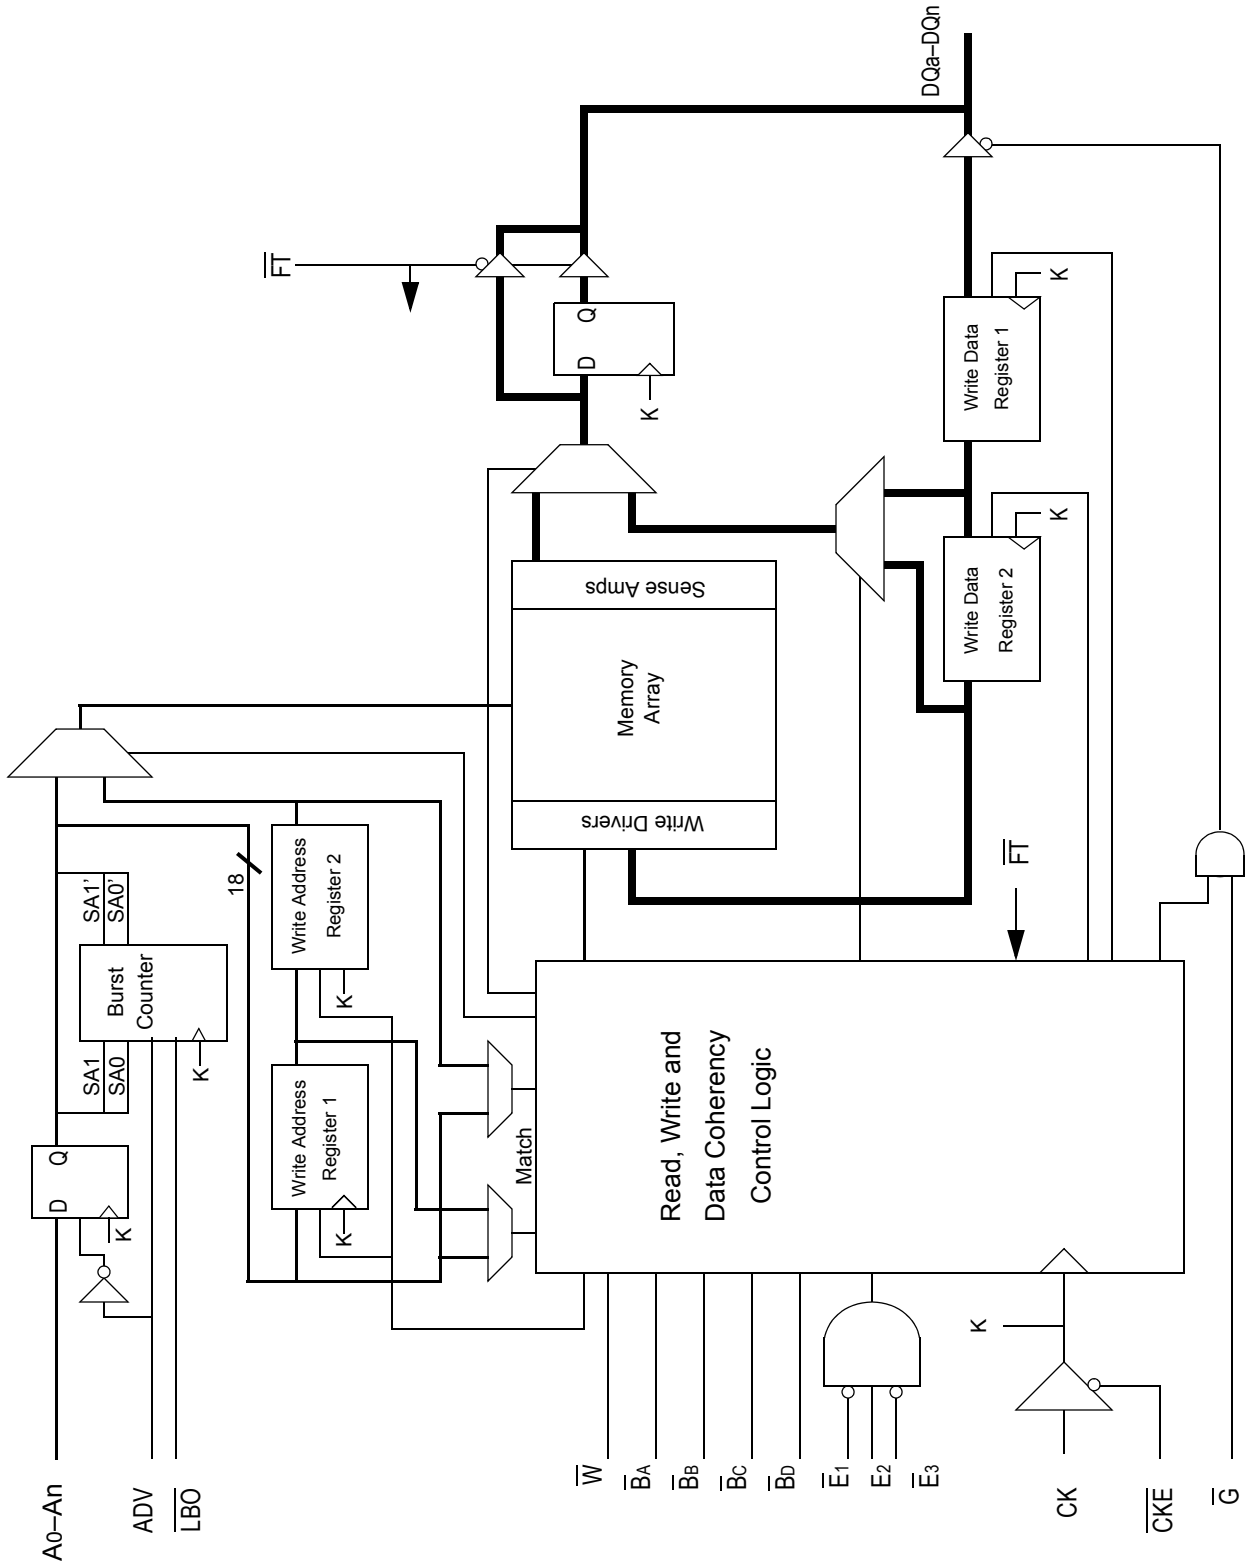 A0–An
ADV
LBO
W
BA
BB
BC
BD
E1
E2
E3
CK
CKE
G
D Q
K
SA1
SA0
Burst
Counter
SA1’
SA0’
K
18
Write Address
Register 1
K
Write Address
Register 2
K
Match
Read, Write and
Data Coherency
Control Logic
K
FT
Write Drivers
Memory
Array
Sense Amps
Write Data
Register 2
K
Write Data
Register 1
K
D Q
K
FT
DQa–DQn